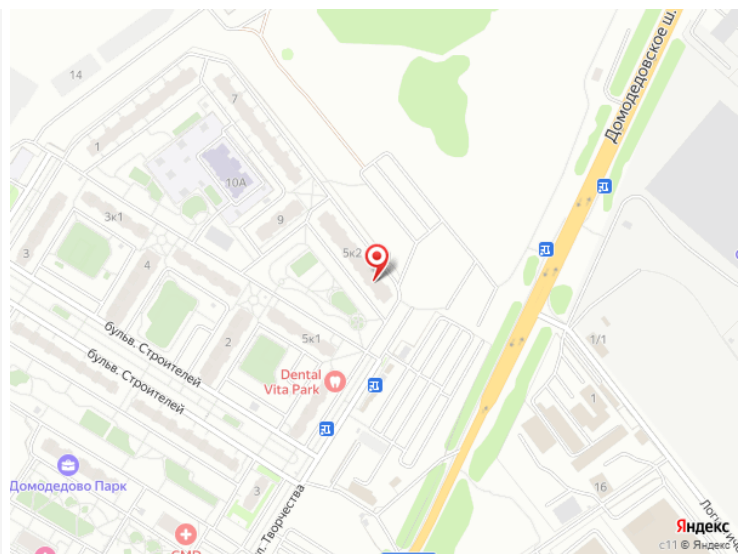 Домодедовское ш.
14
7
1
10А
3к1
9
5к2
3
4
1/1
бульв. Строителей
5к1
2
бульв. Строителей
Dental
Vita Park
1
Домодедово Парк
16
3
Творчества
Яндекс
© Яндекс